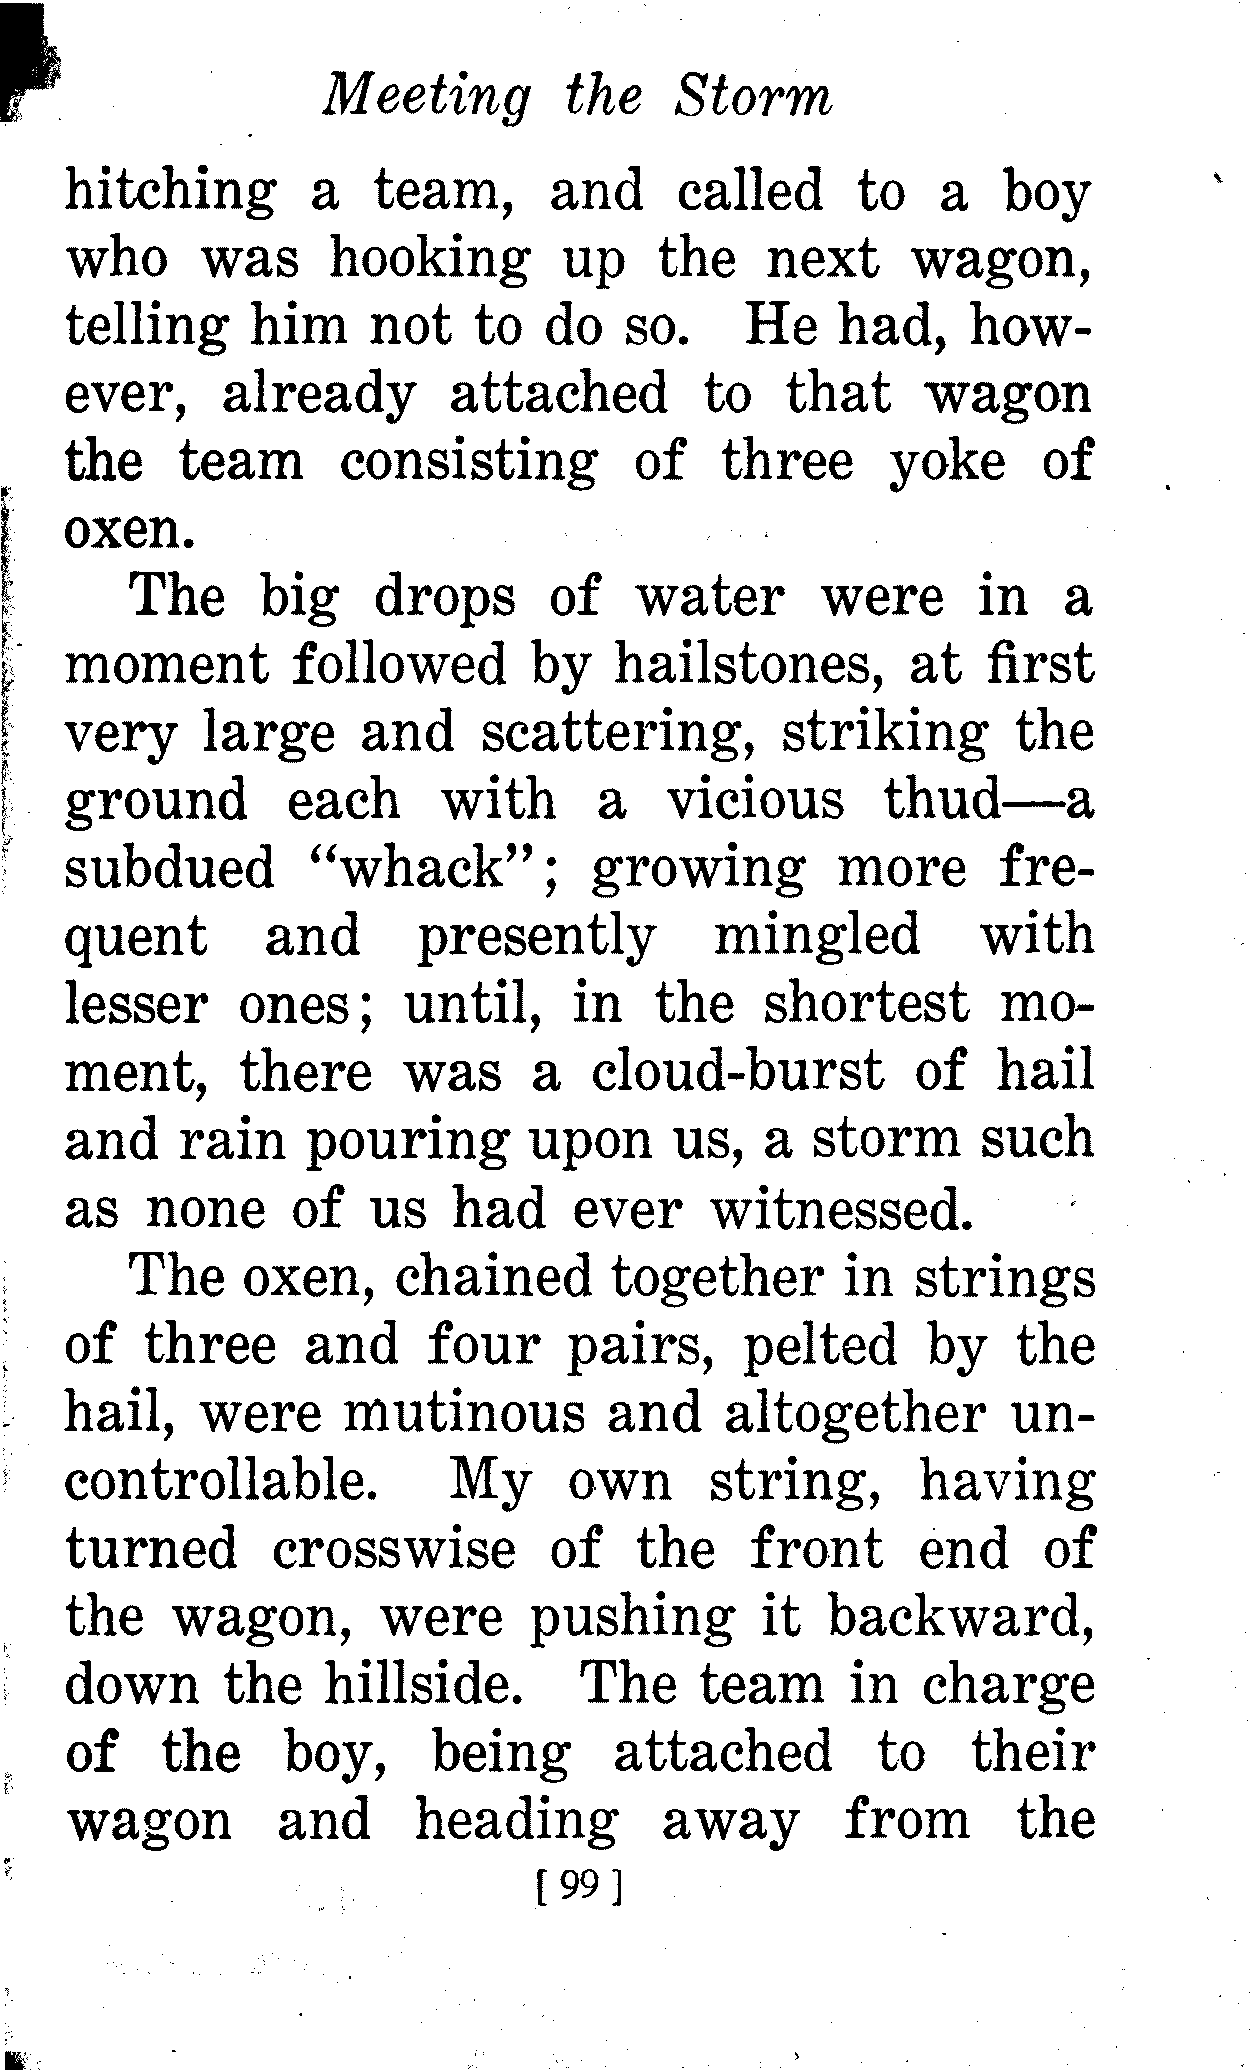 Meeting the Storm
hitching a team, and called to a boy
who was hooking up the next wagon,
telling him not to do so. He had, how-
ever, already attached to that wagon
the team consisting of three yoke of
oxen.
The big drops of water were in a
moment followed by hailstones, at first
very large and scattering, striking the
ground each with a vicious thud—a
subdued “whack”; growing more fre-
quent and presently mingled with
lesser ones; until, in the shortest mo-
ment, there was a cloud-burst of hail
and rain pouring upon us, a storm such
as none of us had ever witnessed.
The oxen, chained together in strings
of three and four pairs, pelted by the
hail, were mutinous and altogether un-
controllable. My own string, having
turned crosswise of the front end of
the wagon, were pushing it backward,
down the hillside. The team in charge
of the boy, being attached to their
wagon and heading away from the
[ 99 ]